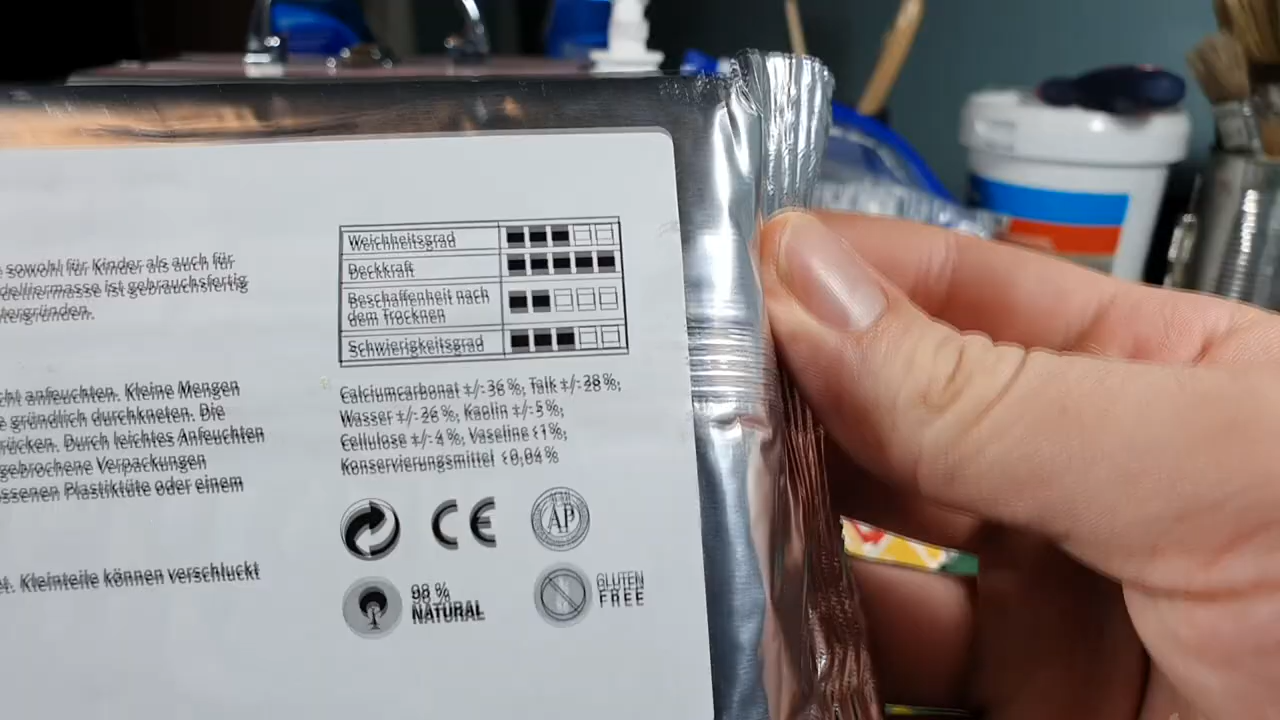 sowohl für Kinder als auch für
delliermasse ist gebrauchsfertig
tergründen.
cht anfeuchten. Kleine Mengen
gründlich durchkneten. Die
rücken. Durch leichtes Anfeuchten
gebrochene Verpackungen
ssenen Plastiktüte oder einem
et. Kleinteile können verschluckt
Weichheitsgrad
Deckkraft
Beschaffenheit nach
dem Trocknen
Schwierigkeitsgrad
Calciumcarbonat +/- 36 %, Talk +/- 28 %,
Wasser +/- 26 %, Kaolin +/- 5 %,
Cellulose +/- 4 %, Vaseline <1%,
Konservierungsmittel <0,04 %
CE
AP
98 %
NATURAL
GLUTEN
FREE